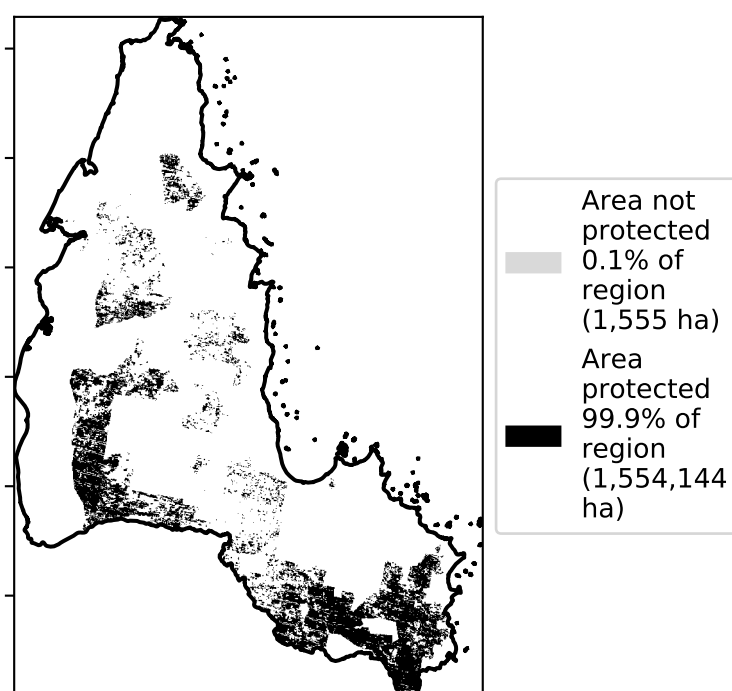 Area not
protected
0.1% of
region
(1,555 ha)
Area
protected
99.9% of
region
(1,554,144
ha)